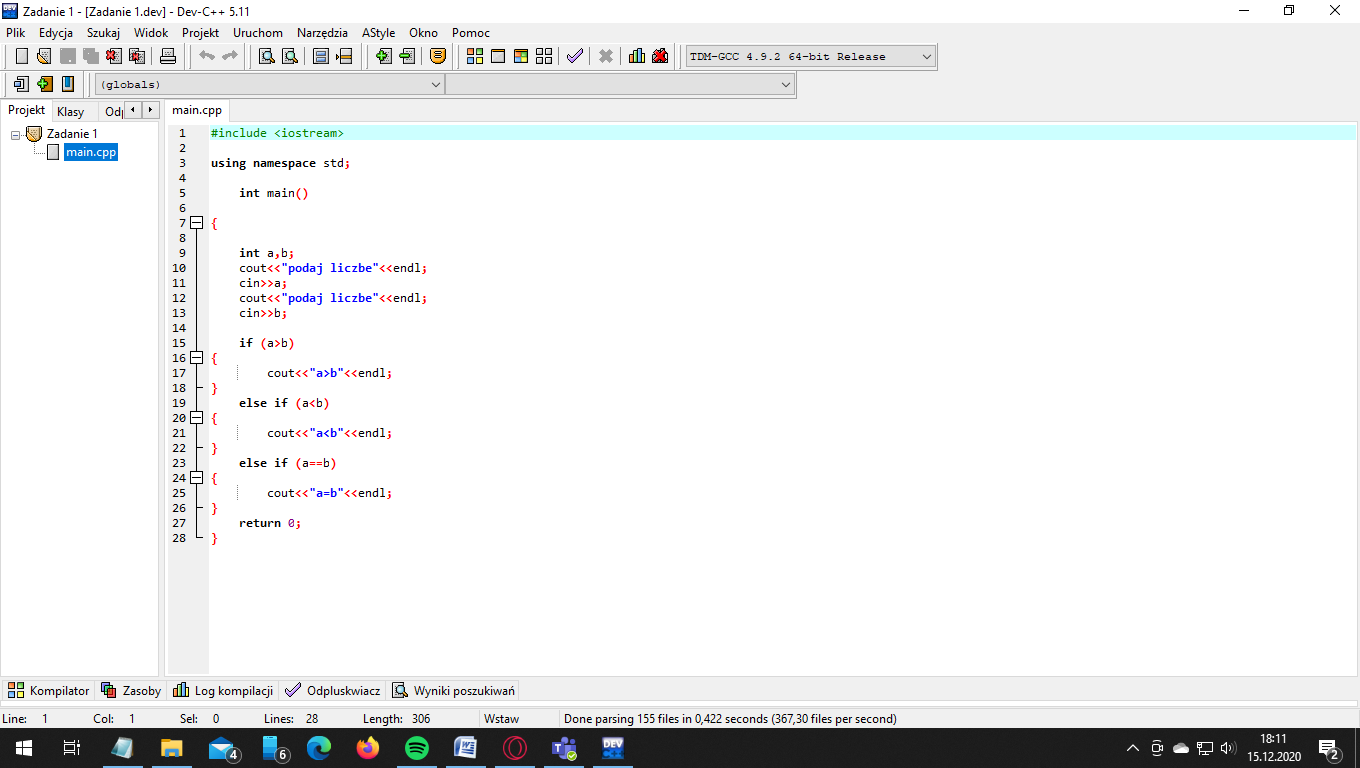 Zadanie 1 - [Zadanie 1.dev] - Dev-C++ 5.11
Plik Edycja Szukaj Widok Projekt Uruchom Narzędzia AStyle Okno Pomoc
TDM-GCC 4.9.2 64-bit Release
(globals)
Projekt Klasy Odp
main.cpp
Zadanie 1
main.cpp
1 #include <iostream>
2
3 using namespace std;
4
5 int main()
6
7 {
8
9 int a,b;
10 cout<<"podaj liczbe"<<endl;
11 cin>>a;
12 cout<<"podaj liczbe"<<endl;
13 cin>>b;
14
15 if (a>b)
16 {
17 cout<<"a>b"<<endl;
18 }
19 else if (a<b)
20 {
21 cout<<"a<b"<<endl;
22 }
23 else if (a==b)
24 {
25 cout<<"a=b"<<endl;
26 }
27 return 0;
28 }
Kompilator Zasoby Log kompilacji Odpluskwiacz Wyniki poszukiwań
Line: 1 Col: 1 Sel: 0 Lines: 28 Length: 306 Wstaw Done parsing 155 files in 0,422 seconds (367,30 files per second)
4 6 DEV C++
18:11
15.12.2020
2